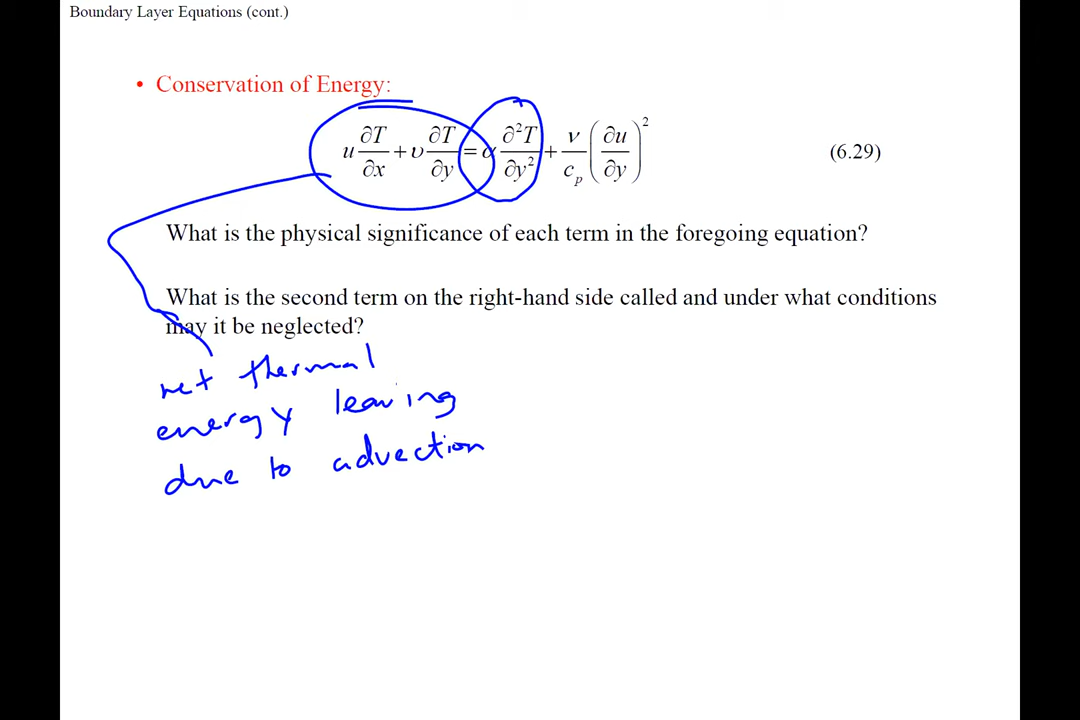 Boundary Layer Equations (cont.)
• Conservation of Energy:
u ∂T/∂x + υ ∂T/∂y = α ∂²T/∂y² + ν/cₚ (∂u/∂y)² (6.29)
What is the physical significance of each term in the foregoing equation?
What is the second term on the right-hand side called and under what conditions
may it be neglected?
net thermal
energy leaving
due to advection